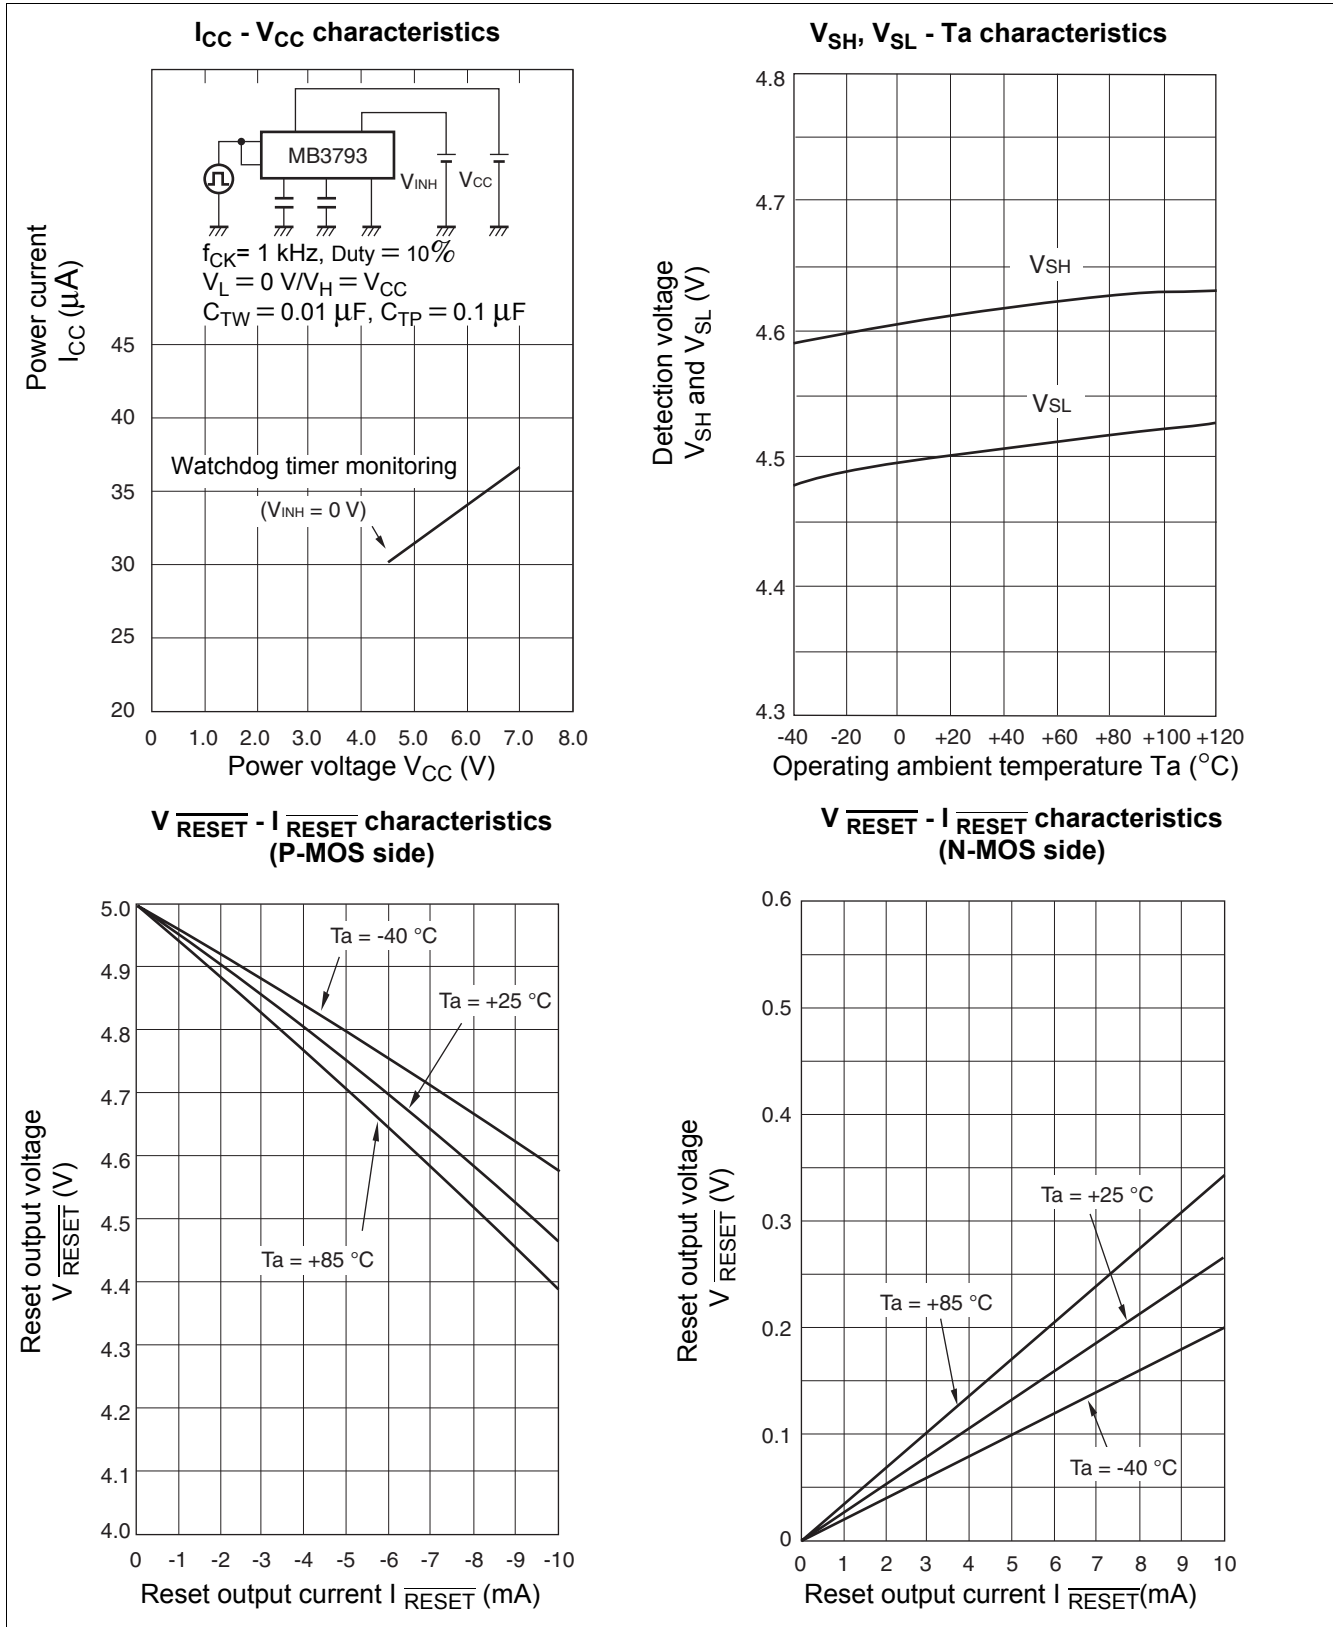 I CC - V CC characteristics
MB3793
VINH
VCC
fCK= 1 kHz, Duty = 10%
VL = 0 V/VH = VCC
CTW = 0.01 μF, CTP = 0.1 μF
Power current
ICC (μA)
45
40
35
30
25
20
Watchdog timer monitoring
(VINH = 0 V)
0 1.0 2.0 3.0 4.0 5.0 6.0 7.0 8.0
Power voltage VCC (V)
VSH, VSL - Ta characteristics
Detection voltage
VSH and VSL (V)
4.8
4.7
4.6
4.5
4.4
4.3
VSH
VSL
-40 -20 0 +20 +40 +60 +80 +100 +120
Operating ambient temperature Ta (°C)
V RESET - I RESET characteristics
(P-MOS side)
Reset output voltage
V RESET (V)
5.0
4.9
4.8
4.7
4.6
4.5
4.4
4.3
4.2
4.1
4.0
Ta = -40 °C
Ta = +25 °C
Ta = +85 °C
0 -1 -2 -3 -4 -5 -6 -7 -8 -9 -10
Reset output current I RESET (mA)
V RESET - I RESET characteristics
(N-MOS side)
Reset output voltage
V RESET (V)
0.6
0.5
0.4
0.3
0.2
0.1
0
Ta = +25 °C
Ta = +85 °C
Ta = -40 °C
0 1 2 3 4 5 6 7 8 9 10
Reset output current I RESET(mA)